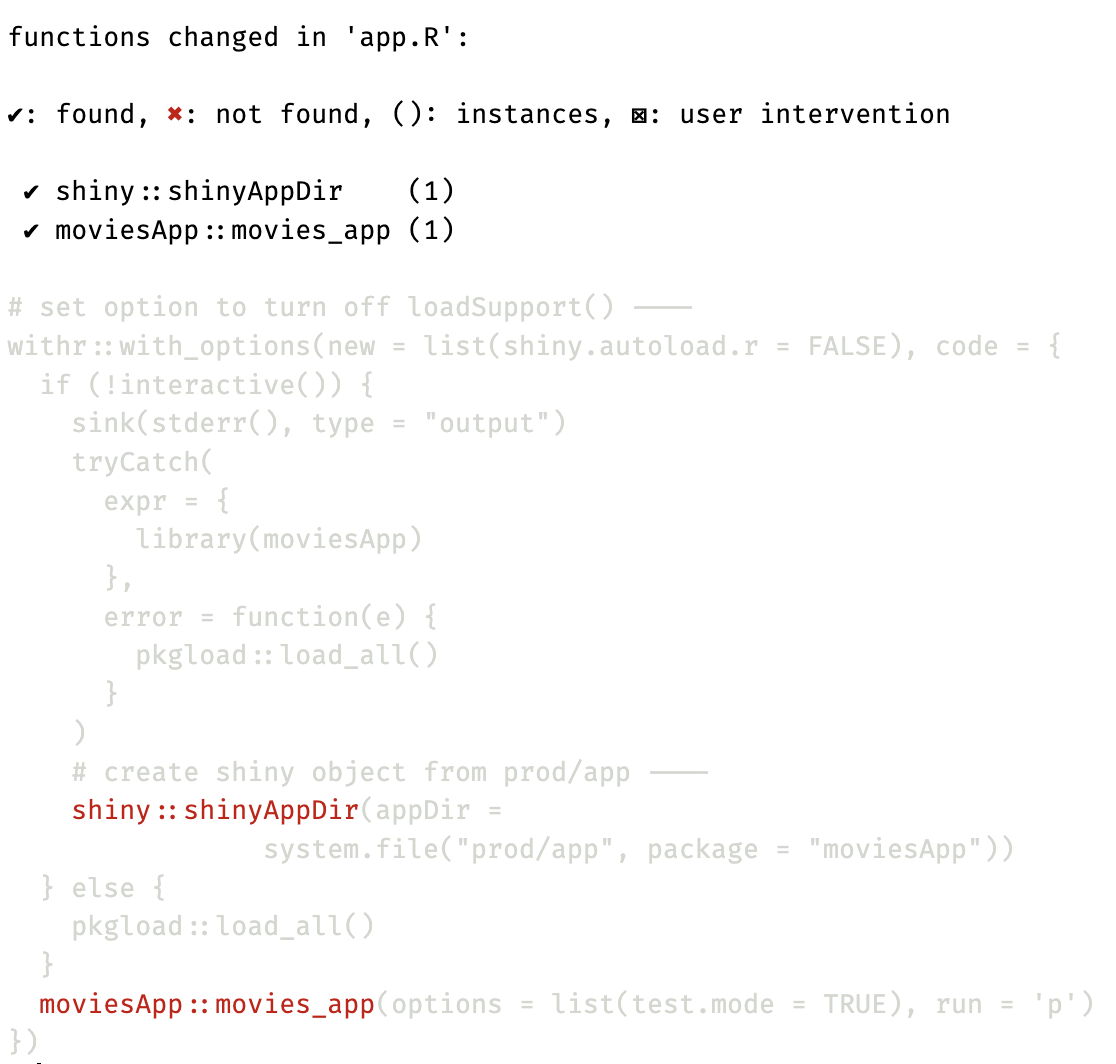 functions changed in 'app.R':
✔: found, ✖: not found, (): instances, ☒: user intervention
✔ shiny::shinyAppDir    (1)
✔ moviesApp::movies_app (1)
# set option to turn off loadSupport() ----
withr::with_options(new = list(shiny.autoload.r = FALSE), code = {
  if (!interactive()) {
    sink(stderr(), type = "output")
    tryCatch(
      expr = {
        library(moviesApp)
      },
      error = function(e) {
        pkgload::load_all()
      }
    )
    # create shiny object from prod/app ----
    shiny::shinyAppDir(appDir =
                system.file("prod/app", package = "moviesApp"))
  } else {
    pkgload::load_all()
  }
  moviesApp::movies_app(options = list(test.mode = TRUE), run = 'p')
})